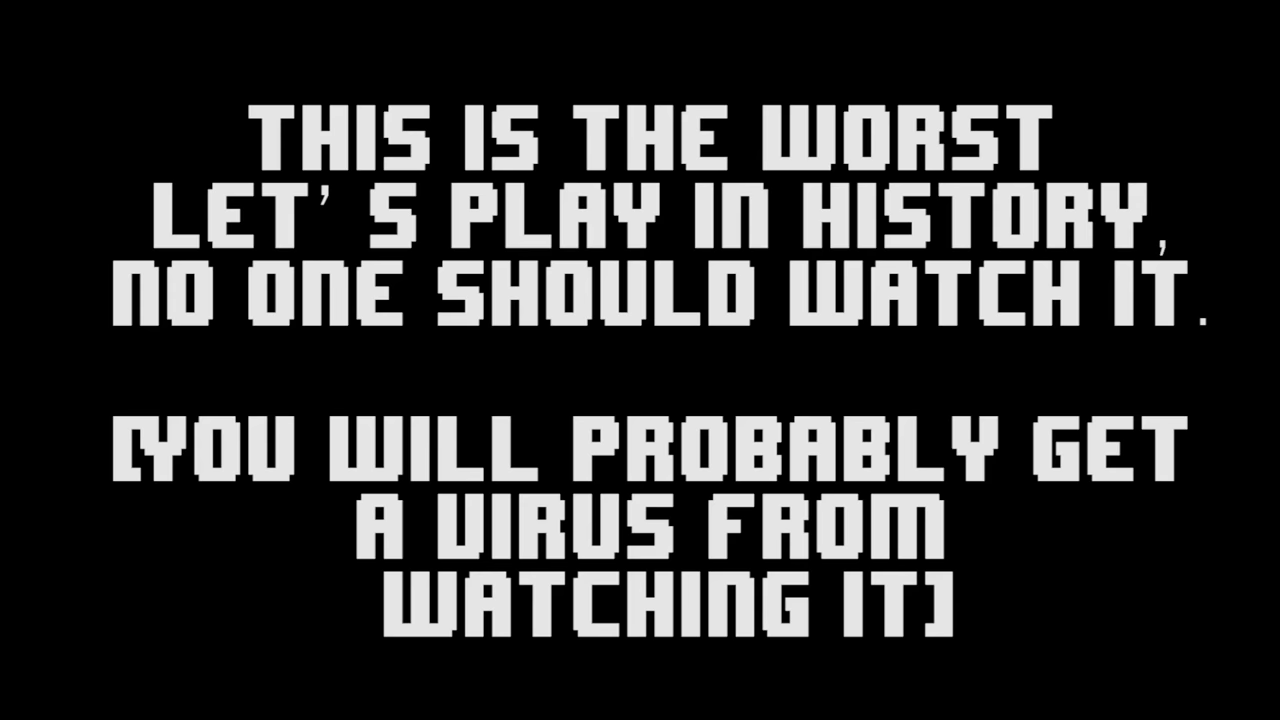 THIS IS THE WORST
LET'S PLAY IN HISTORY,
NO ONE SHOULD WATCH IT.
[YOU WILL PROBABLY GET
A VIRUS FROM
WATCHING IT]